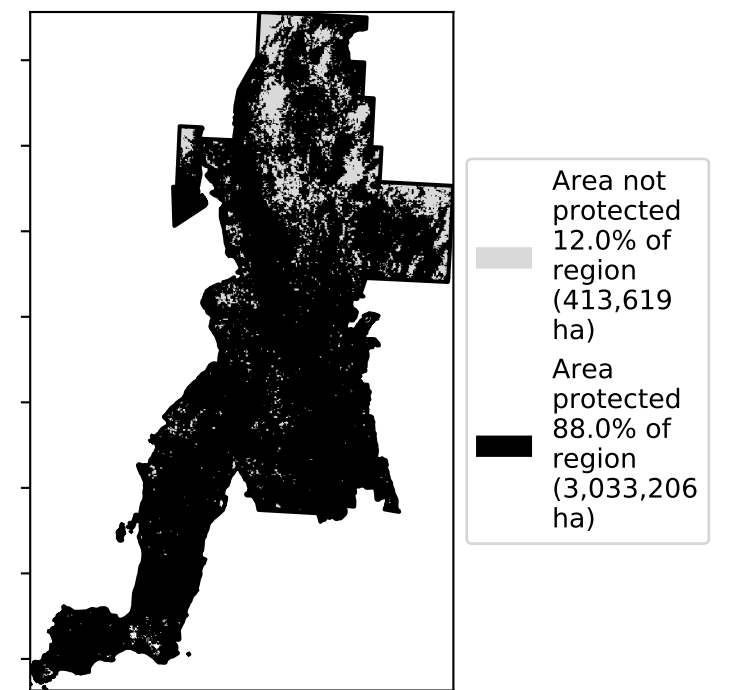 Area not
protected
12.0% of
region
(413,619
ha)
Area
protected
88.0% of
region
(3,033,206
ha)